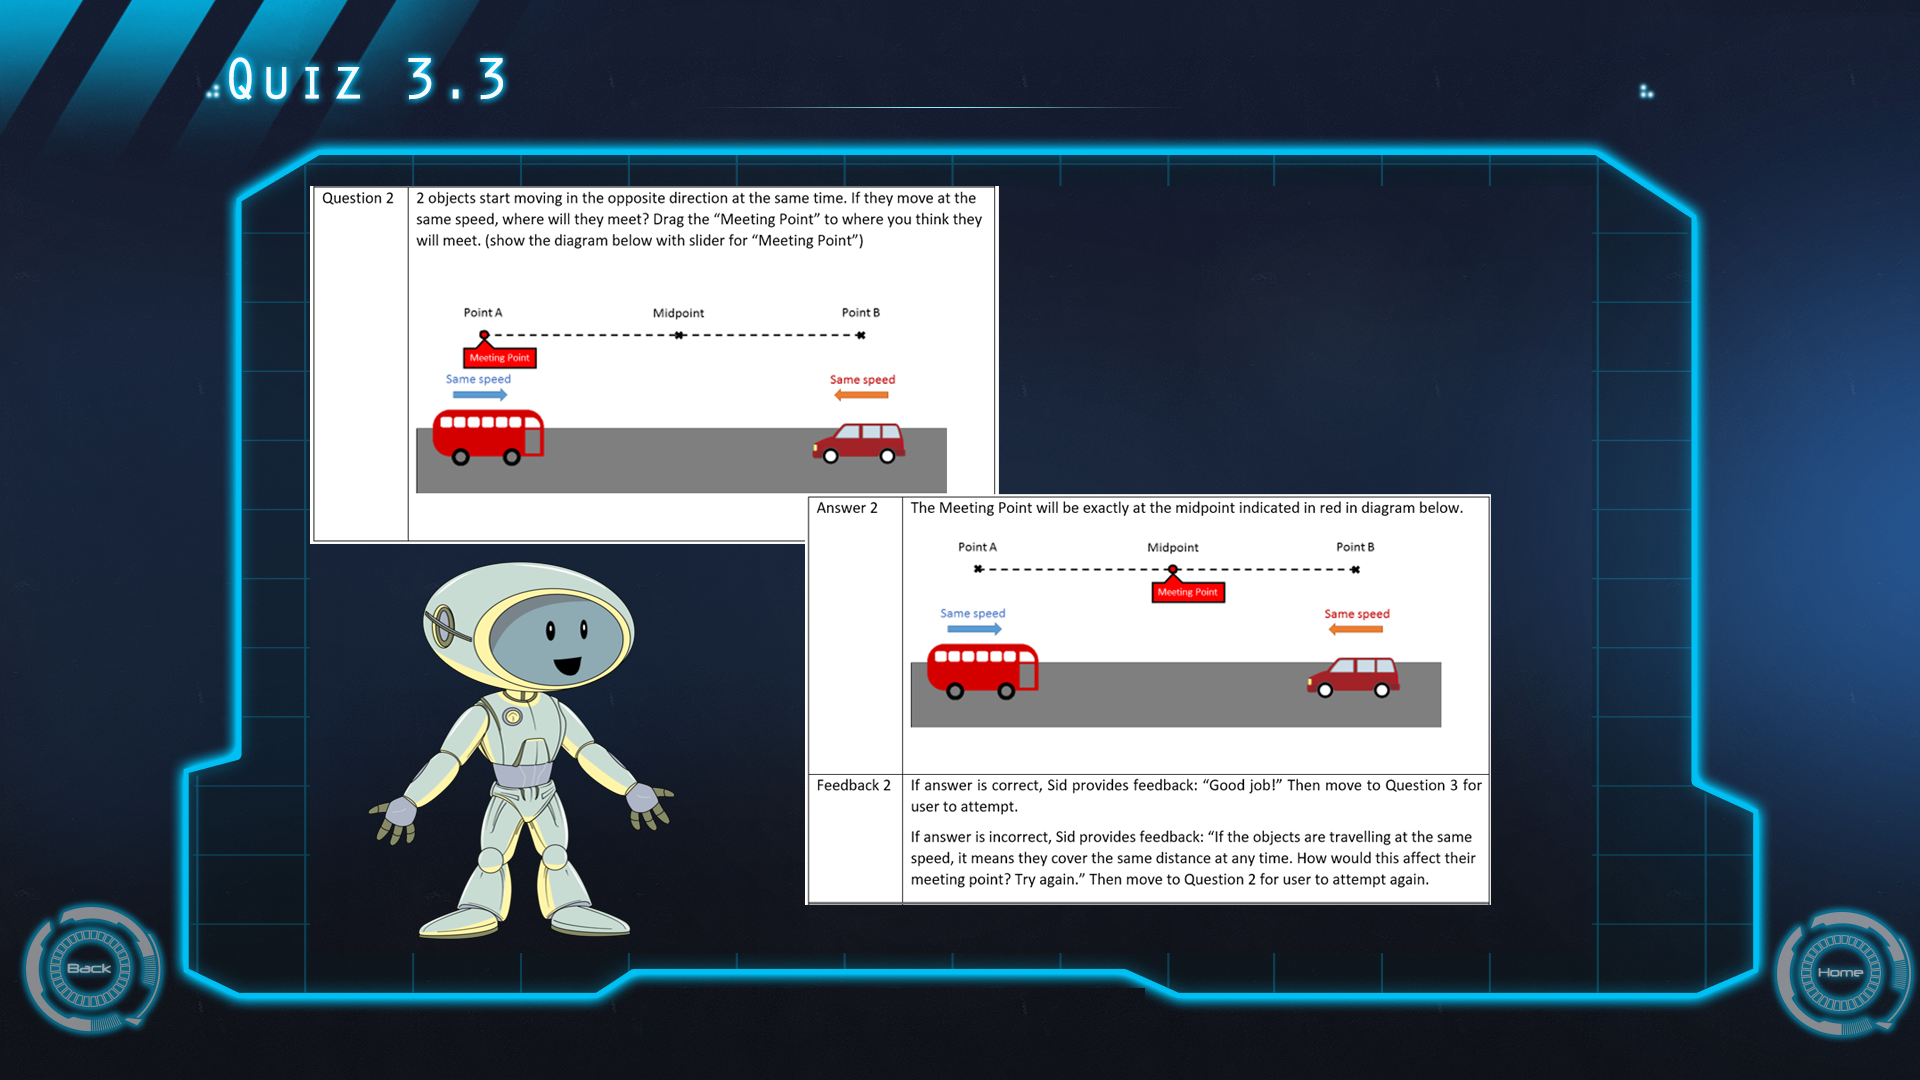 Quiz 3.3
Question 2
2 objects start moving in the opposite direction at the same time. If they move at the
same speed, where will they meet? Drag the “Meeting Point” to where you think they
will meet. (show the diagram below with slider for “Meeting Point”)
Point A
Midpoint
Point B
Meeting Point
Same speed
Same speed
Answer 2
The Meeting Point will be exactly at the midpoint indicated in red in diagram below.
Point A
Midpoint
Point B
Meeting Point
Same speed
Same speed
Feedback 2
If answer is correct, Sid provides feedback: “Good job!” Then move to Question 3 for
user to attempt.
If answer is incorrect, Sid provides feedback: “If the objects are travelling at the same
speed, it means they cover the same distance at any time. How would this affect their
meeting point? Try again.” Then move to Question 2 for user to attempt again.
Back
Home